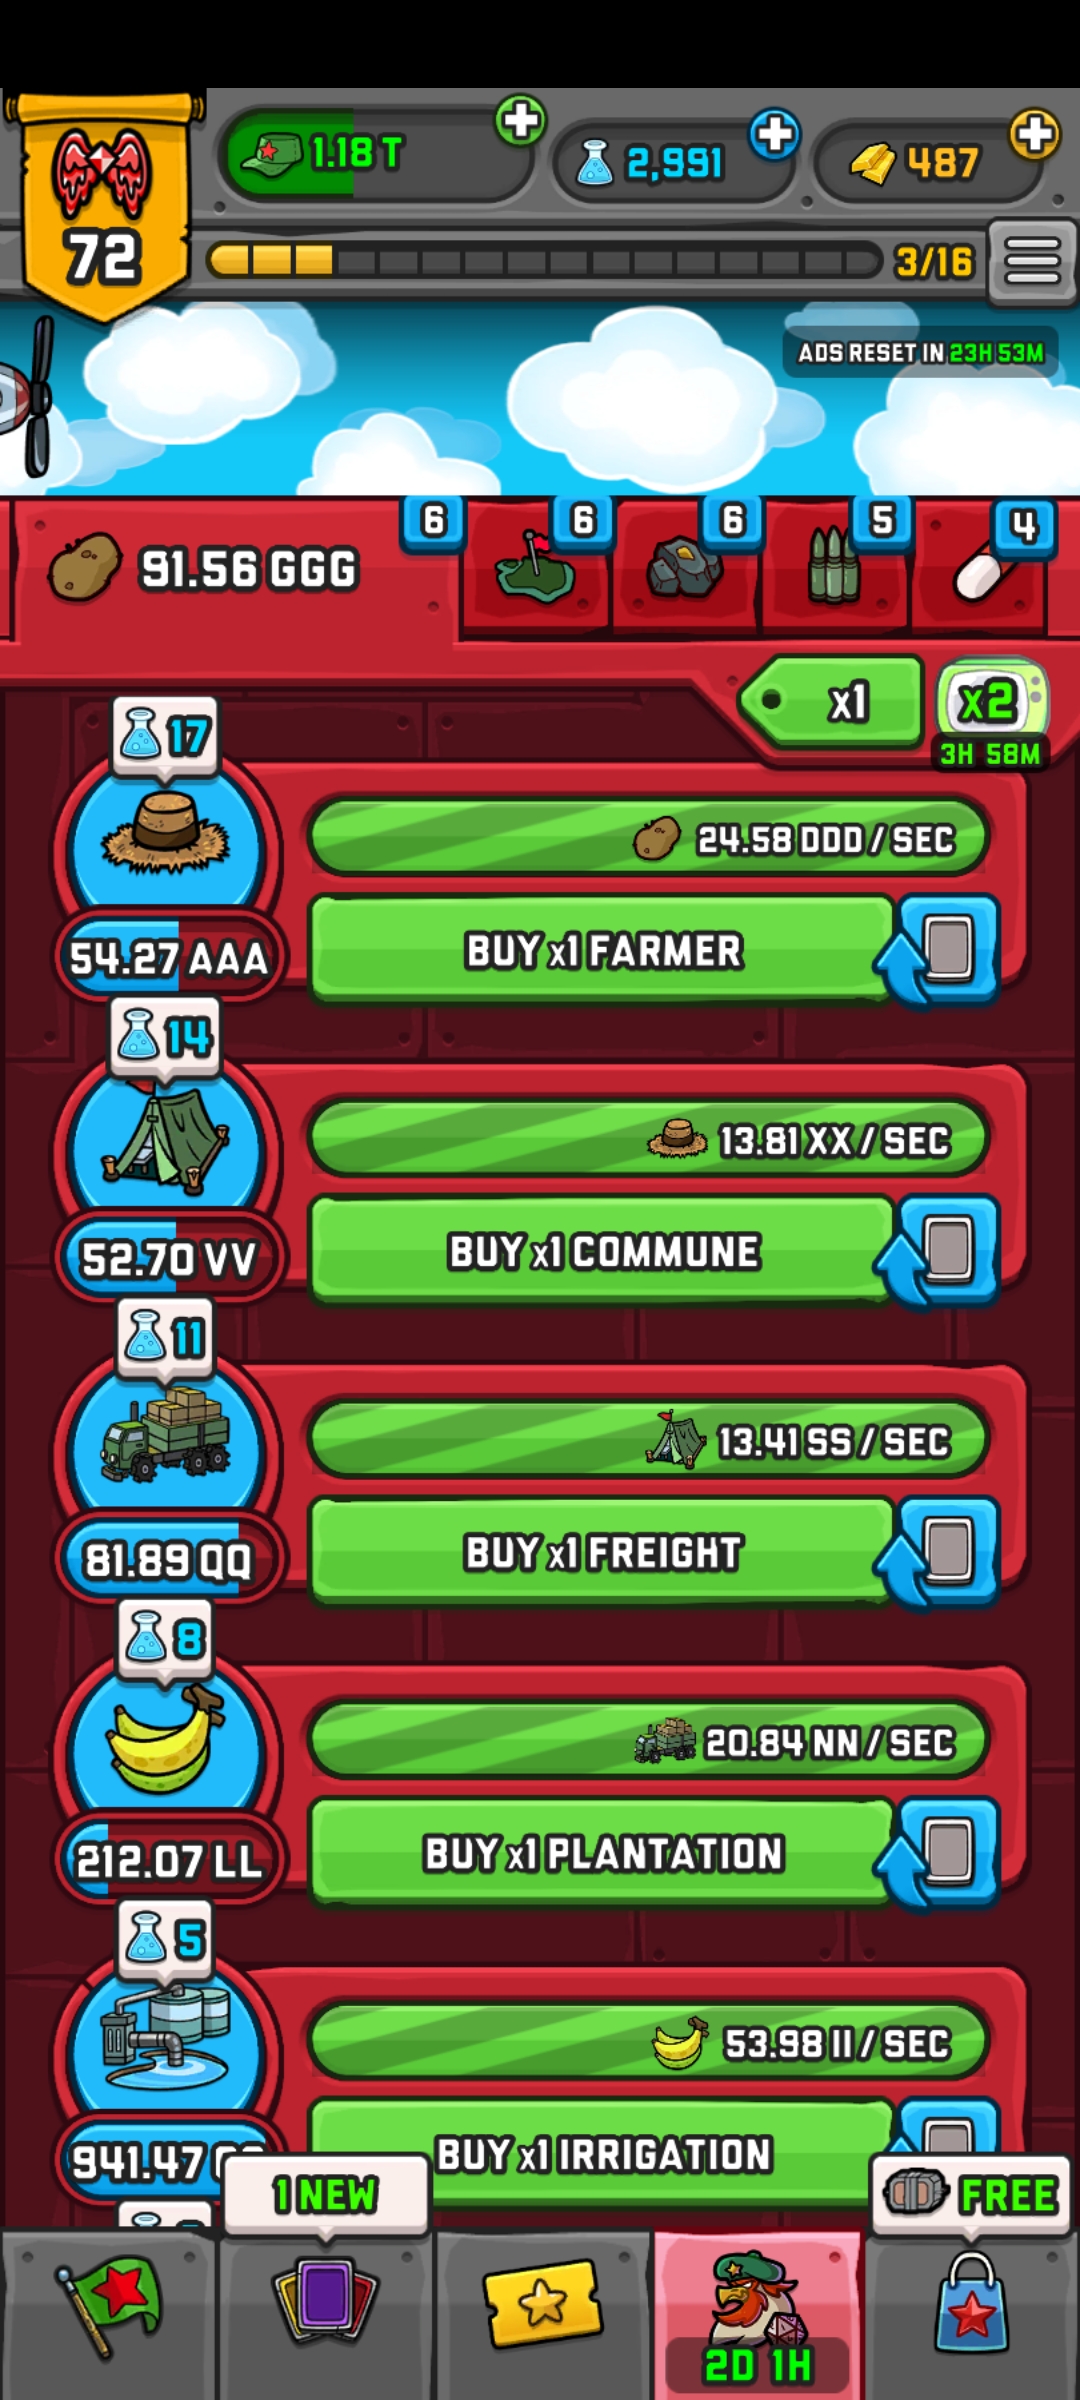 72
1.18 T
2,991
487
3/16
ADS RESET IN 23H 53M
91.56 GGG
6
6
6
5
4
x1
x2
3H 58M
17
24.58 DDD / SEC
54.27 AAA
BUY x1 FARMER
14
13.81 XX / SEC
52.70 VV
BUY x1 COMMUNE
11
13.41 SS / SEC
81.89 QQ
BUY x1 FREIGHT
8
20.84 NN / SEC
212.07 LL
BUY x1 PLANTATION
5
53.98 II / SEC
941.47
BUY x1 IRRIGATION
1 NEW
FREE
2D 1H